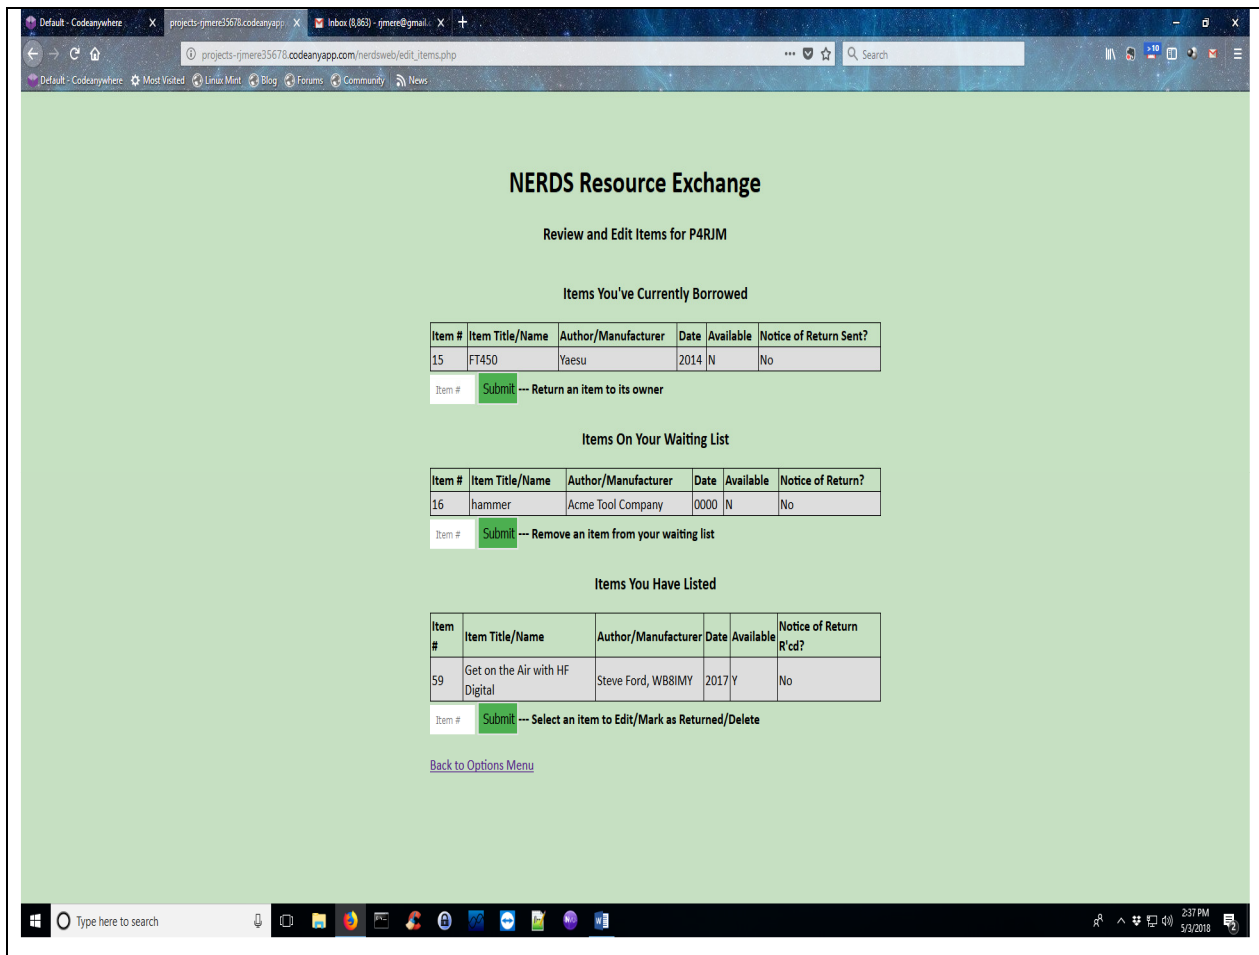 Default - Codeanywhere X projects-rjmere35678.codeanyapp X Inbox (8,863) - rjmere@gmail.c X +
projects-rjmere35678.codeanyapp.com/nerdsweb/edit_items.php Search
Default - Codeanywhere Most Visited Linux Mint Blog Forums Community News
NERDS Resource Exchange
Review and Edit Items for P4RJM
Items You've Currently Borrowed
Item # Item Title/Name Author/Manufacturer Date Available Notice of Return Sent?
15 FT450 Yaesu 2014 N No
Item # Submit --- Return an item to its owner
Items On Your Waiting List
Item # Item Title/Name Author/Manufacturer Date Available Notice of Return?
16 hammer Acme Tool Company 0000 N No
Item # Submit --- Remove an item from your waiting list
Items You Have Listed
Item # Item Title/Name Author/Manufacturer Date Available Notice of Return R'cd?
59 Get on the Air with HF Digital Steve Ford, WB8IMY 2017 Y No
Item # Submit --- Select an item to Edit/Mark as Returned/Delete
Back to Options Menu
Type here to search
2:37 PM
5/3/2018